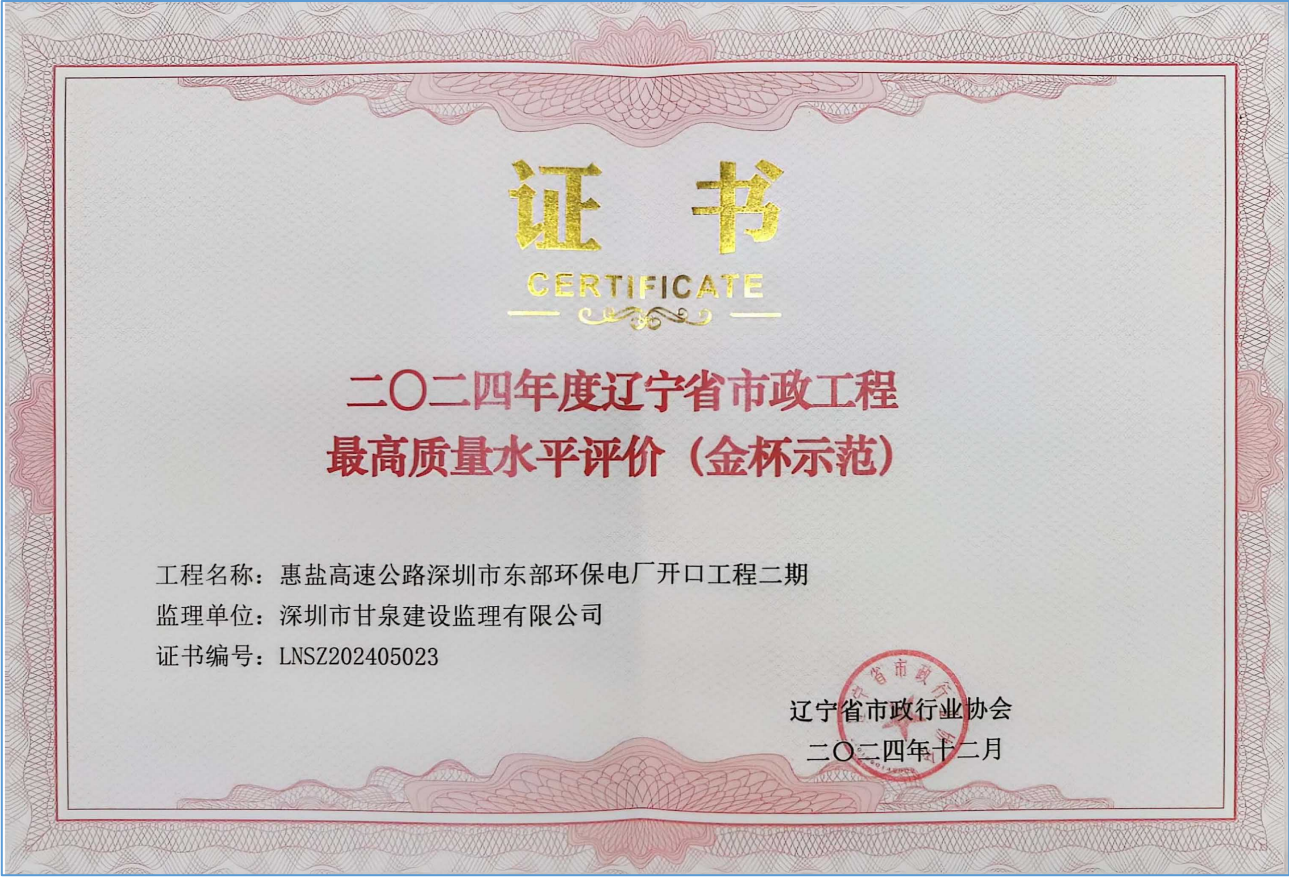 证书
CERTIFICATE
二〇二四年度辽宁省市政工程
最高质量水平评价（金杯示范）
工程名称：惠盐高速公路深圳市东部环保电厂开口工程二期
监理单位：深圳市甘泉建设监理有限公司
证书编号：LNSZ202405023
辽宁省市政行业协会
二〇二四年十二月